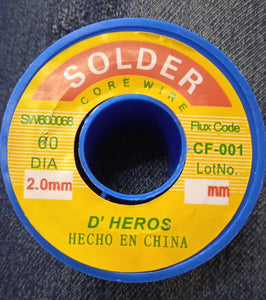 SOLDER
CORE WIRE
SW600068
Flux Code
60
CF-001
DIA
LotNo.
2.0mm
mm
D' HEROS
HECHO EN CHINA